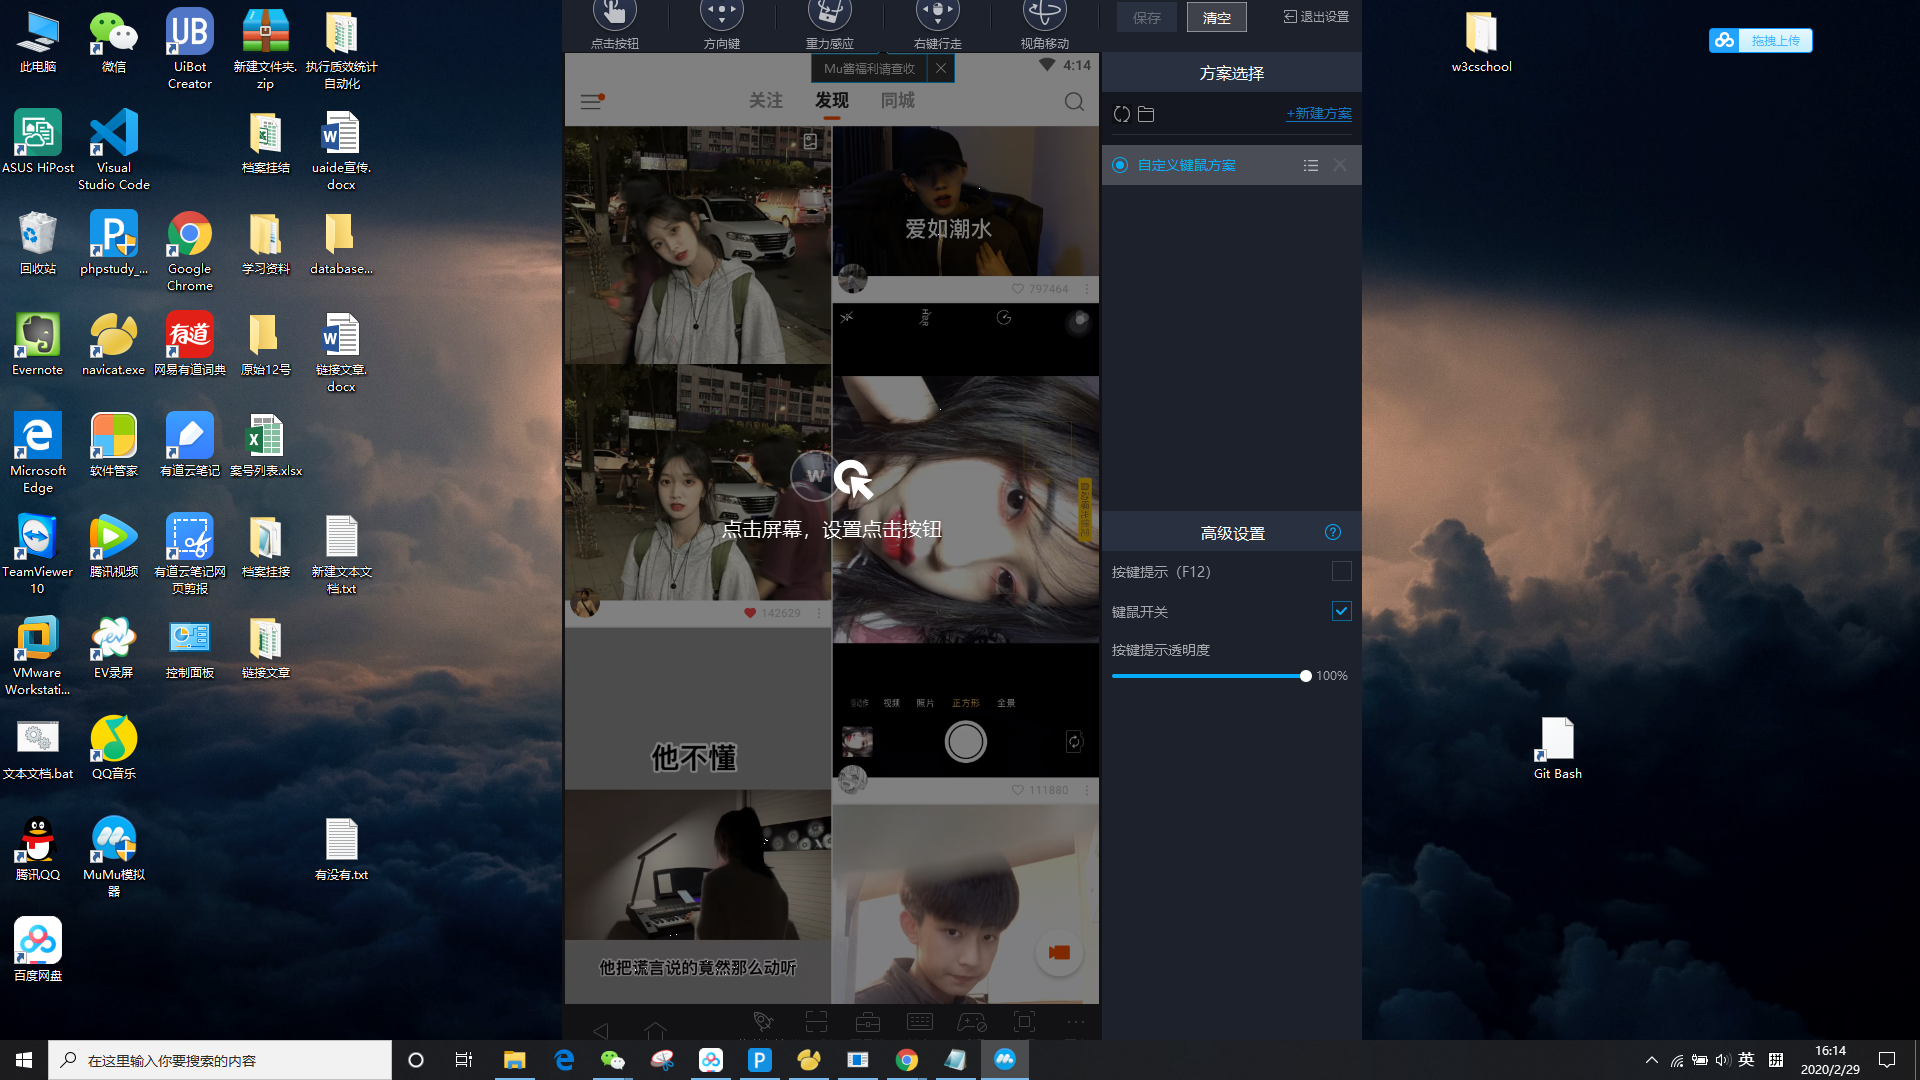 此电脑
微信
UiBot
Creator
新建文件夹.
zip
执行质效统计
自动化
ASUS HiPost
Visual
Studio Code
档案挂结
uaide宣传.
docx
回收站
phpstudy_...
Google
Chrome
学习资料
database...
Evernote
navicat.exe
网易有道词典
原始12号
链接文章.
docx
Microsoft
Edge
软件管家
有道云笔记
案号列表.xlsx
TeamViewer
10
腾讯视频
有道云笔记网
页剪报
档案挂接
新建文本文
档.txt
VMware
Workstati...
EV录屏
控制面板
链接文章
文本文档.bat
QQ音乐
腾讯QQ
MuMu模拟
器
有没有.txt
百度网盘
点击按钮
方向键
重力感应
右键行走
视角移动
保存
清空
退出设置
Mu酱福利请查收
4:14
关注
发现
同城
爱如潮水
797464
W
点击屏幕，设置点击按钮
142629
他不懂
视频
照片
正方形
全景
111880
他把谎言说的竟然那么动听
方案选择
+新建方案
自定义键鼠方案
高级设置
按键提示（F12）
键鼠开关
按键提示透明度
100%
w3cschool
拖拽上传
Git Bash
在这里输入你要搜索的内容
英
拼
16:14
2020/2/29